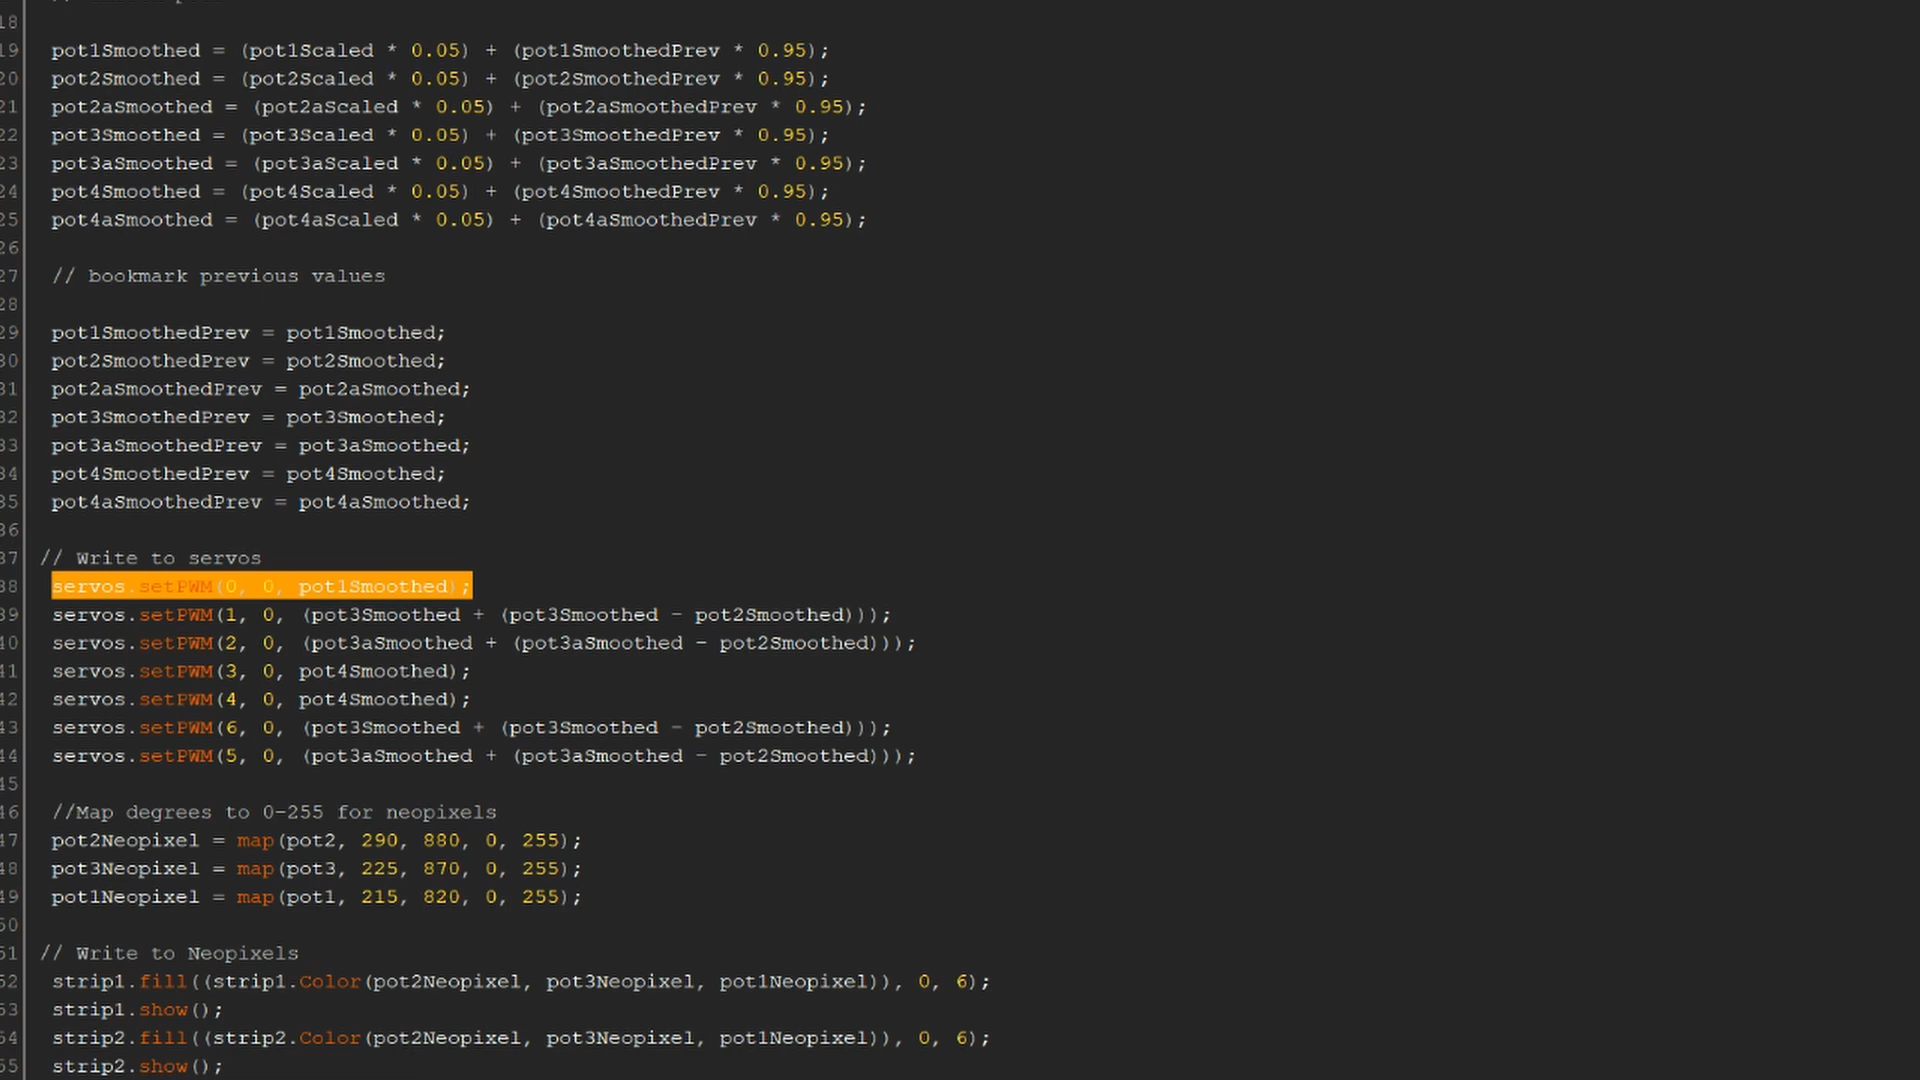 18
19 pot1Smoothed = (pot1Scaled * 0.05) + (pot1SmoothedPrev * 0.95);
20 pot2Smoothed = (pot2Scaled * 0.05) + (pot2SmoothedPrev * 0.95);
21 pot2aSmoothed = (pot2aScaled * 0.05) + (pot2aSmoothedPrev * 0.95);
22 pot3Smoothed = (pot3Scaled * 0.05) + (pot3SmoothedPrev * 0.95);
23 pot3aSmoothed = (pot3aScaled * 0.05) + (pot3aSmoothedPrev * 0.95);
24 pot4Smoothed = (pot4Scaled * 0.05) + (pot4SmoothedPrev * 0.95);
25 pot4aSmoothed = (pot4aScaled * 0.05) + (pot4aSmoothedPrev * 0.95);
26
27 // bookmark previous values
28
29 pot1SmoothedPrev = pot1Smoothed;
30 pot2SmoothedPrev = pot2Smoothed;
31 pot2aSmoothedPrev = pot2aSmoothed;
32 pot3SmoothedPrev = pot3Smoothed;
33 pot3aSmoothedPrev = pot3aSmoothed;
34 pot4SmoothedPrev = pot4Smoothed;
35 pot4aSmoothedPrev = pot4aSmoothed;
36
37 // Write to servos
38 servos.setPWM(0, 0, pot1Smoothed);
39 servos.setPWM(1, 0, (pot3Smoothed + (pot3Smoothed - pot2Smoothed)));
40 servos.setPWM(2, 0, (pot3aSmoothed + (pot3aSmoothed - pot2Smoothed)));
41 servos.setPWM(3, 0, pot4Smoothed);
42 servos.setPWM(4, 0, pot4Smoothed);
43 servos.setPWM(6, 0, (pot3Smoothed + (pot3Smoothed - pot2Smoothed)));
44 servos.setPWM(5, 0, (pot3aSmoothed + (pot3aSmoothed - pot2Smoothed)));
45
46 //Map degrees to 0-255 for neopixels
47 pot2Neopixel = map(pot2, 290, 880, 0, 255);
48 pot3Neopixel = map(pot3, 225, 870, 0, 255);
49 pot1Neopixel = map(pot1, 215, 820, 0, 255);
50
51 // Write to Neopixels
52 strip1.fill((strip1.Color(pot2Neopixel, pot3Neopixel, pot1Neopixel)), 0, 6);
53 strip1.show();
54 strip2.fill((strip2.Color(pot2Neopixel, pot3Neopixel, pot1Neopixel)), 0, 6);
55 strip2.show();